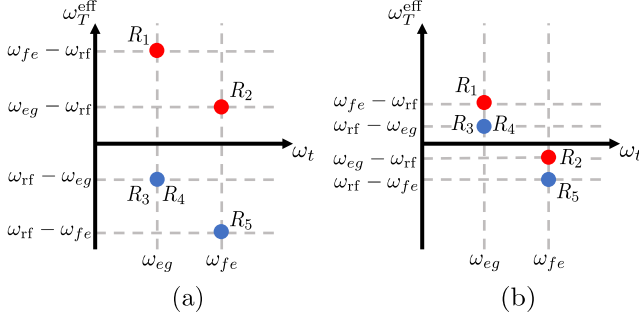 ω_T^eff
ω_fe − ω_rf
R_1
ω_eg − ω_rf
R_2
ω_t
ω_rf − ω_eg
R_3 R_4
ω_rf − ω_fe
R_5
ω_eg ω_fe
(a)
ω_T^eff
ω_fe − ω_rf
R_1
ω_rf − ω_eg
R_3 R_4
ω_t
ω_eg − ω_rf
R_2
ω_rf − ω_fe
R_5
ω_eg ω_fe
(b)